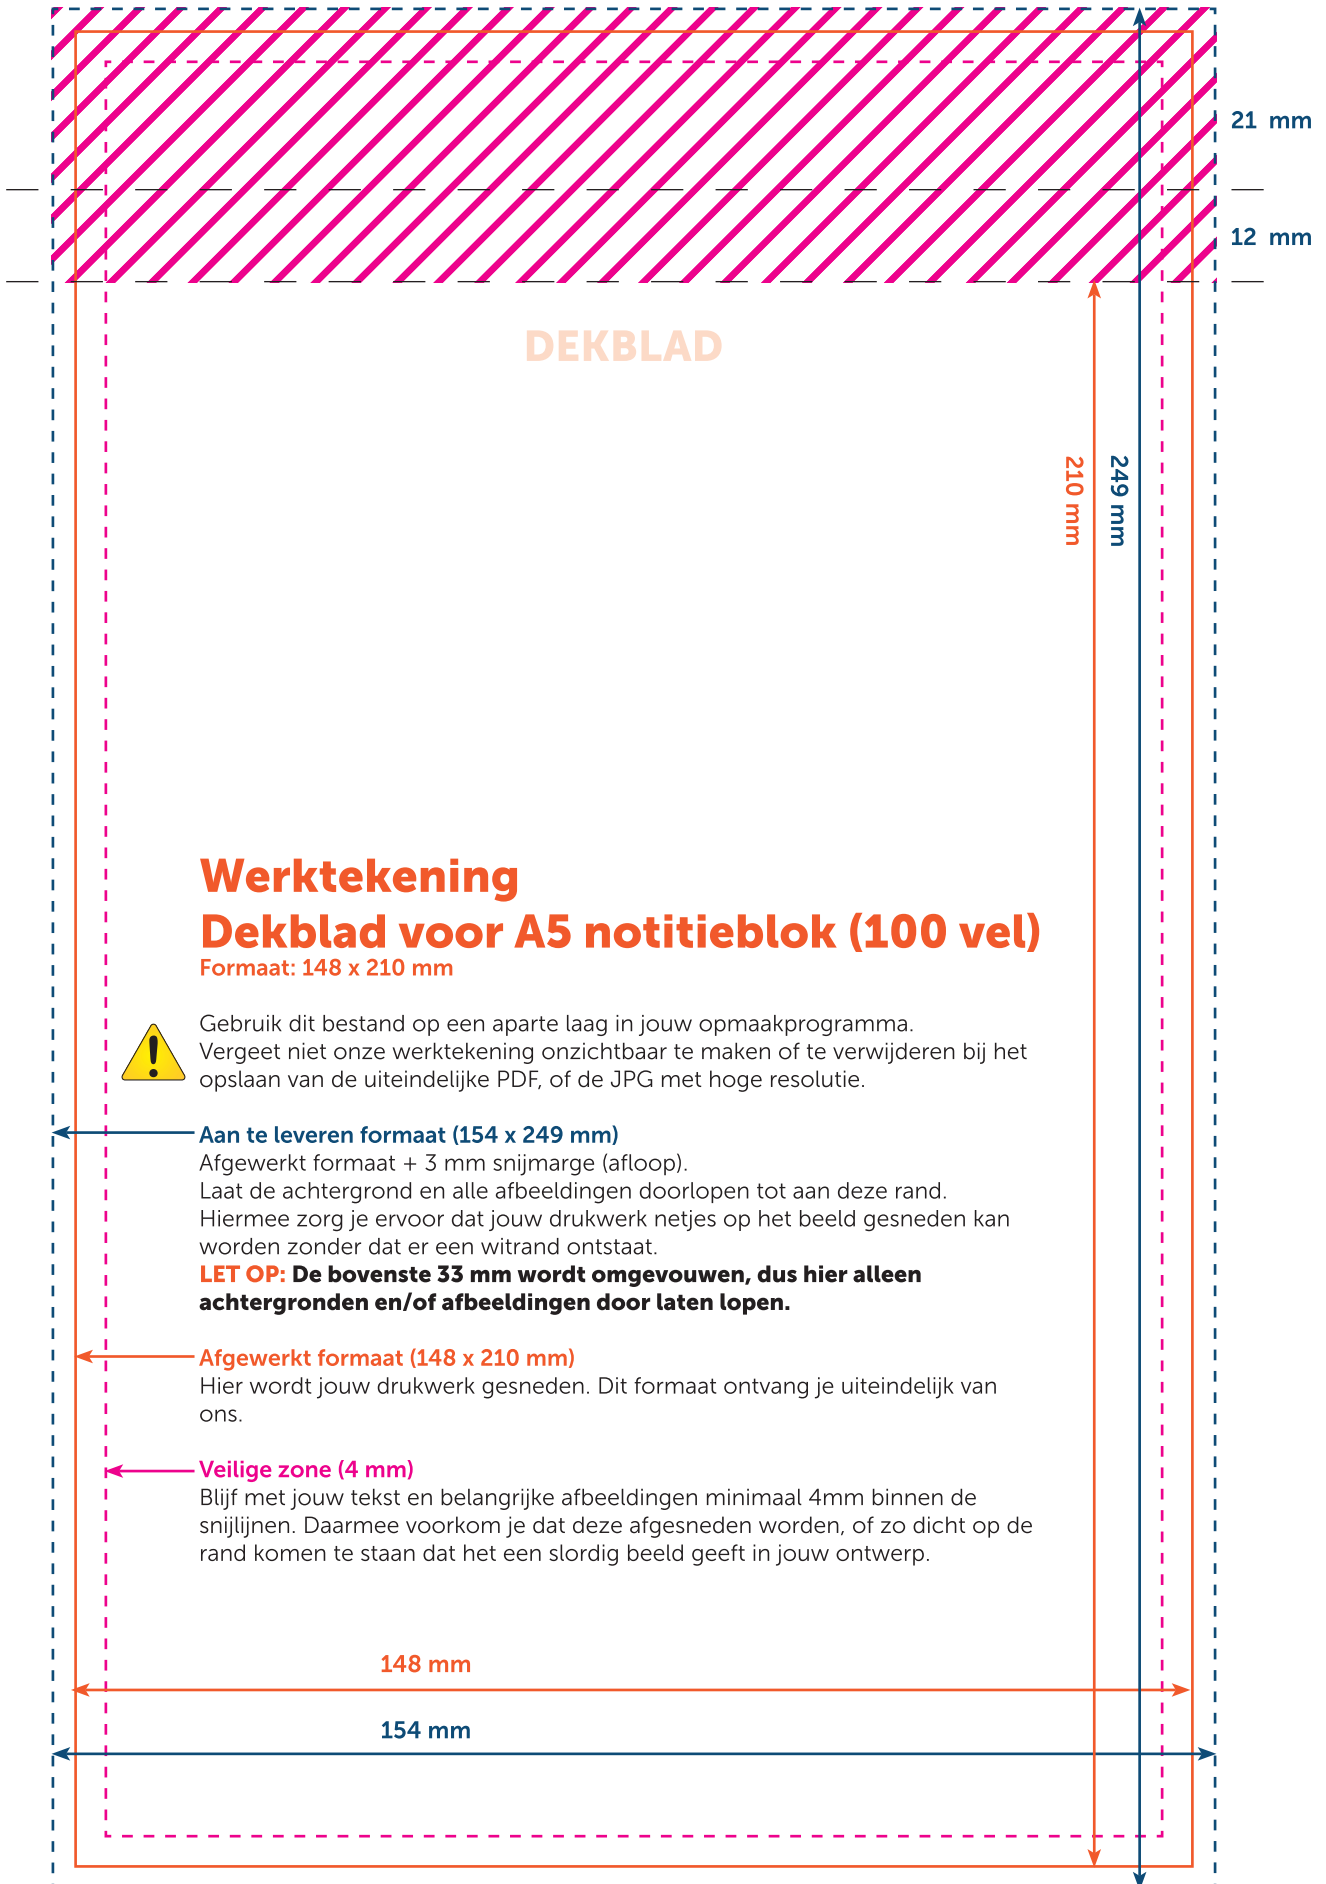 21 mm
12 mm
DEKBLAD
210 mm
249 mm
Werktekening
Dekblad voor A5 notitieblok (100 vel)
Formaat: 148 x 210 mm
Gebruik dit bestand op een aparte laag in jouw opmaakprogramma.
Vergeet niet onze werktekening onzichtbaar te maken of te verwijderen bij het
opslaan van de uiteindelijke PDF, of de JPG met hoge resolutie.
Aan te leveren formaat (154 x 249 mm)
Afgewerkt formaat + 3 mm snijmarge (afloop).
Laat de achtergrond en alle afbeeldingen doorlopen tot aan deze rand.
Hiermee zorg je ervoor dat jouw drukwerk netjes op het beeld gesneden kan
worden zonder dat er een witrand ontstaat.
LET OP: De bovenste 33 mm wordt omgevouwen, dus hier alleen
achtergronden en/of afbeeldingen door laten lopen.
Afgewerkt formaat (148 x 210 mm)
Hier wordt jouw drukwerk gesneden. Dit formaat ontvang je uiteindelijk van
ons.
Veilige zone (4 mm)
Blijf met jouw tekst en belangrijke afbeeldingen minimaal 4mm binnen de
snijlijnen. Daarmee voorkom je dat deze afgesneden worden, of zo dicht op de
rand komen te staan dat het een slordig beeld geeft in jouw ontwerp.
148 mm
154 mm